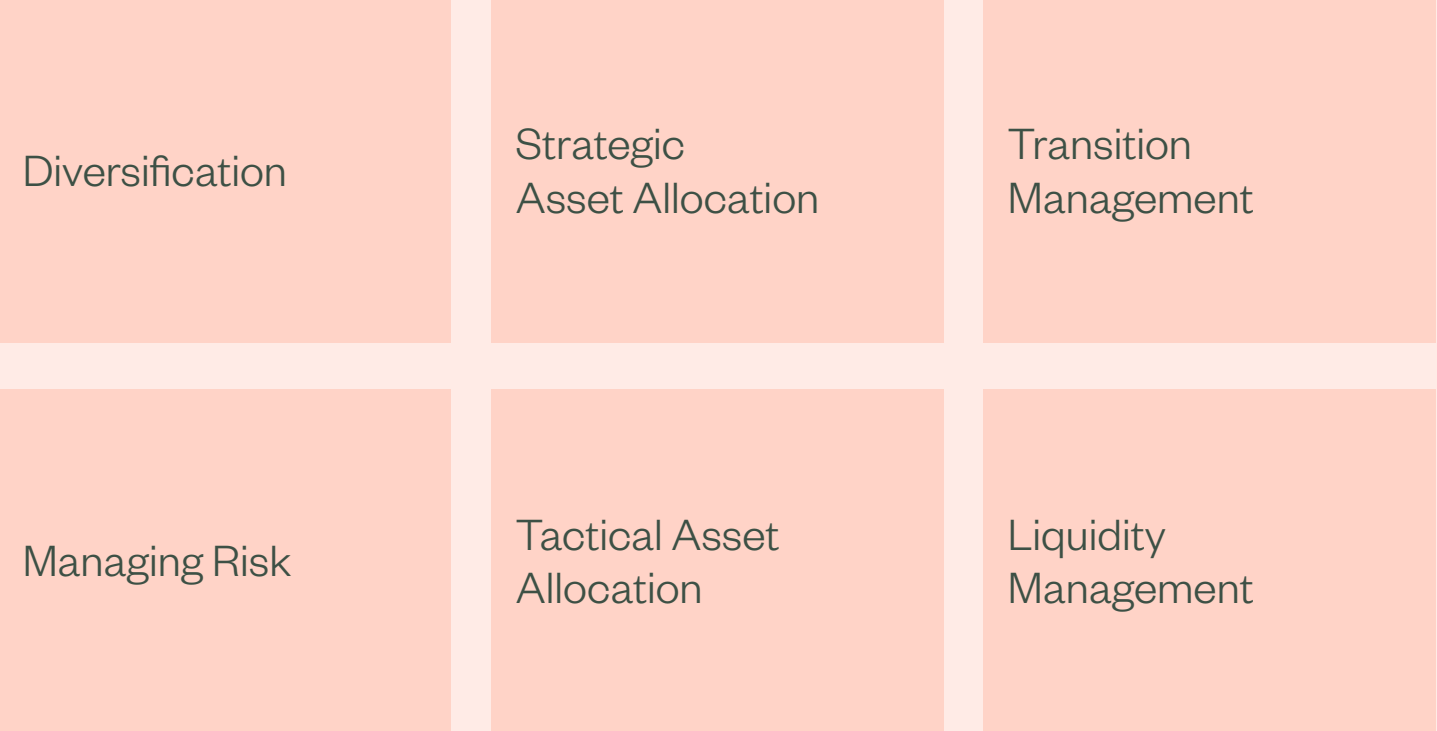 Diversification
Strategic
Asset Allocation
Transition
Management
Managing Risk
Tactical Asset
Allocation
Liquidity
Management